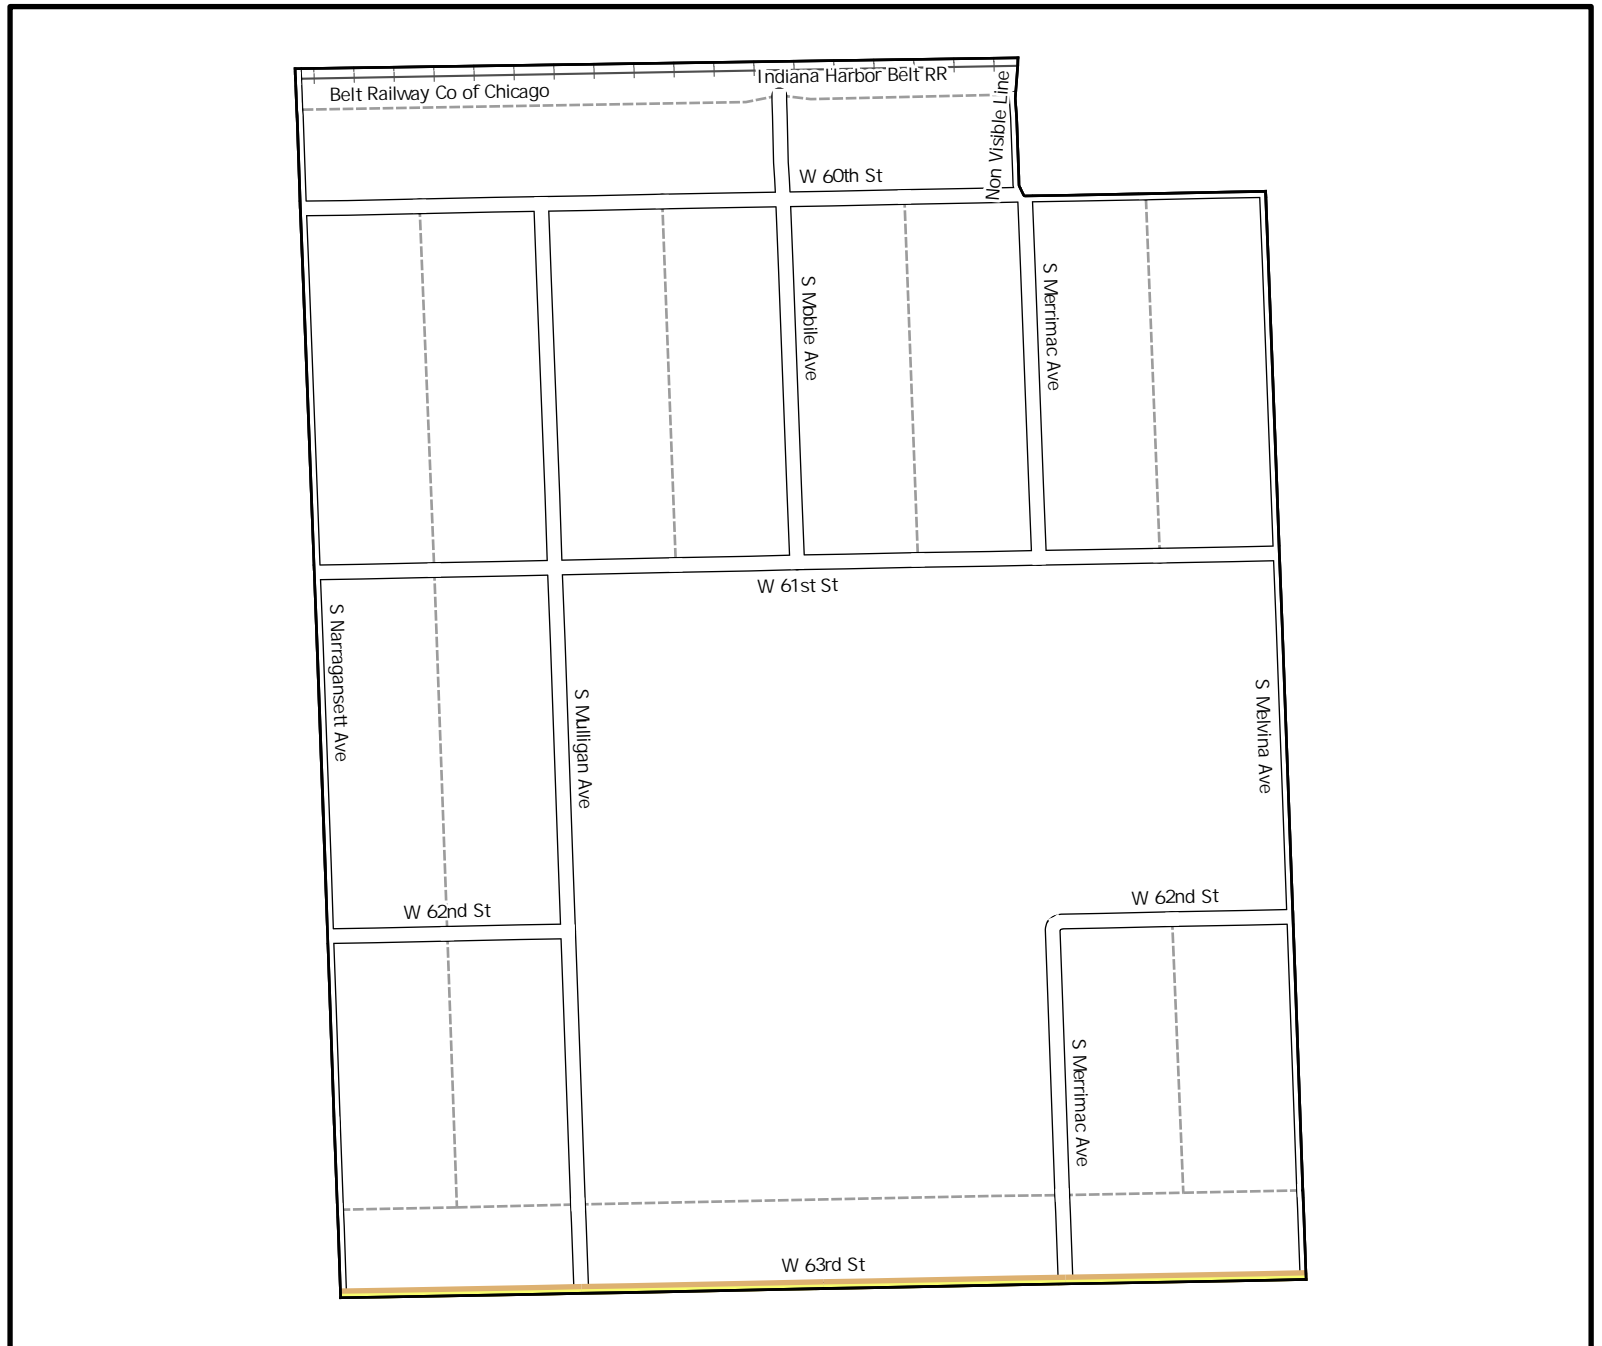 Indiana Harbor Belt RR
Belt Railway Co of Chicago
Non Visible Line
W 60th St
S Mobile Ave
S Merrimac Ave
W 61st St
S Narragansett Ave
S Mulligan Ave
S Melvina Ave
W 62nd St
W 62nd St
S Merrimac Ave
W 63rd St